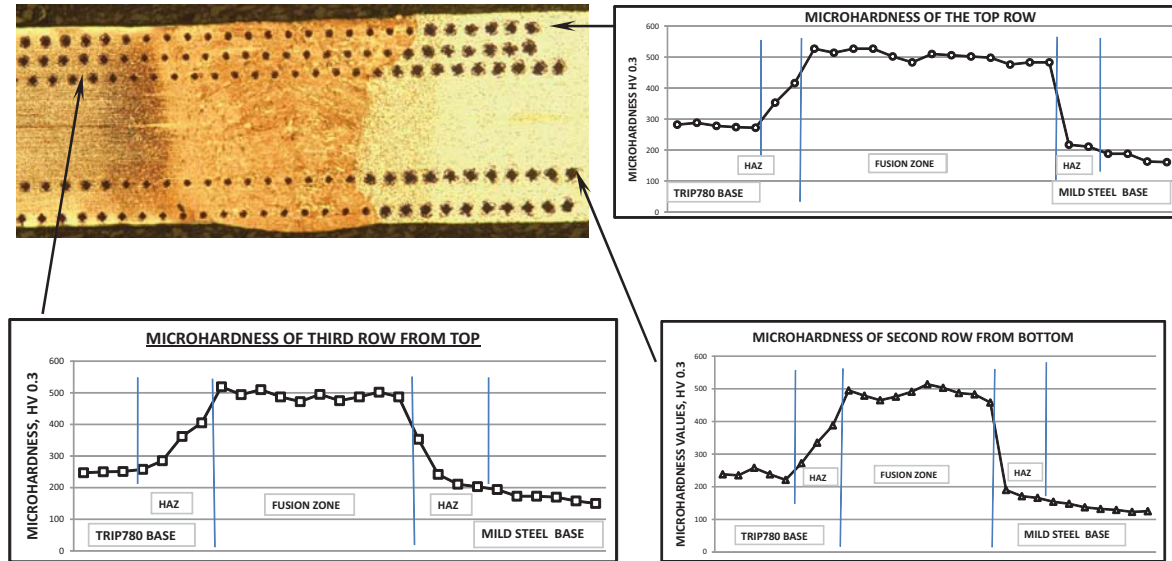 MICROHARDNESS OF THE TOP ROW
MICROHARDNESS HV 0.3
600
500
400
300
200
100
0
HAZ
FUSION ZONE
HAZ
TRIP780 BASE
MILD STEEL BASE
MICROHARDNESS OF THIRD ROW FROM TOP
MICROHARDNESS, HV 0.3
600
500
400
300
200
100
0
HAZ
FUSION ZONE
HAZ
TRIP780 BASE
MILD STEEL BASE
MICROHARDNESS OF SECOND ROW FROM BOTTOM
MICROHARDNESS VALUES, HV 0.3
600
500
400
300
200
100
0
HAZ
FUSION ZONE
HAZ
TRIP780 BASE
MILD STEEL BASE